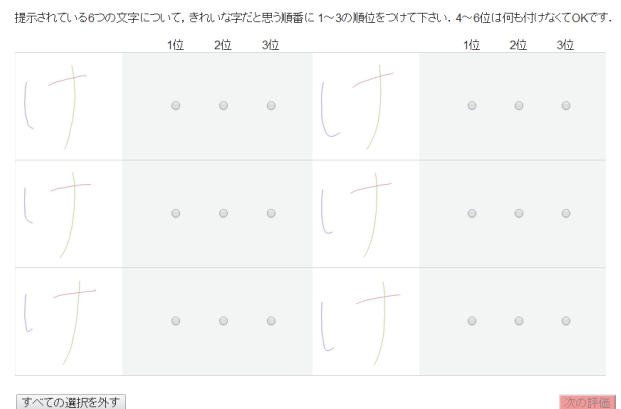 提示されている6つの文字について，きれいな字だと思う順番に 1～3の順位をつけて下さい．4～6位は何も付けなくてOKです．
1位 2位 3位 1位 2位 3位
け け
け け
け け
すべての選択を外す 次の評価